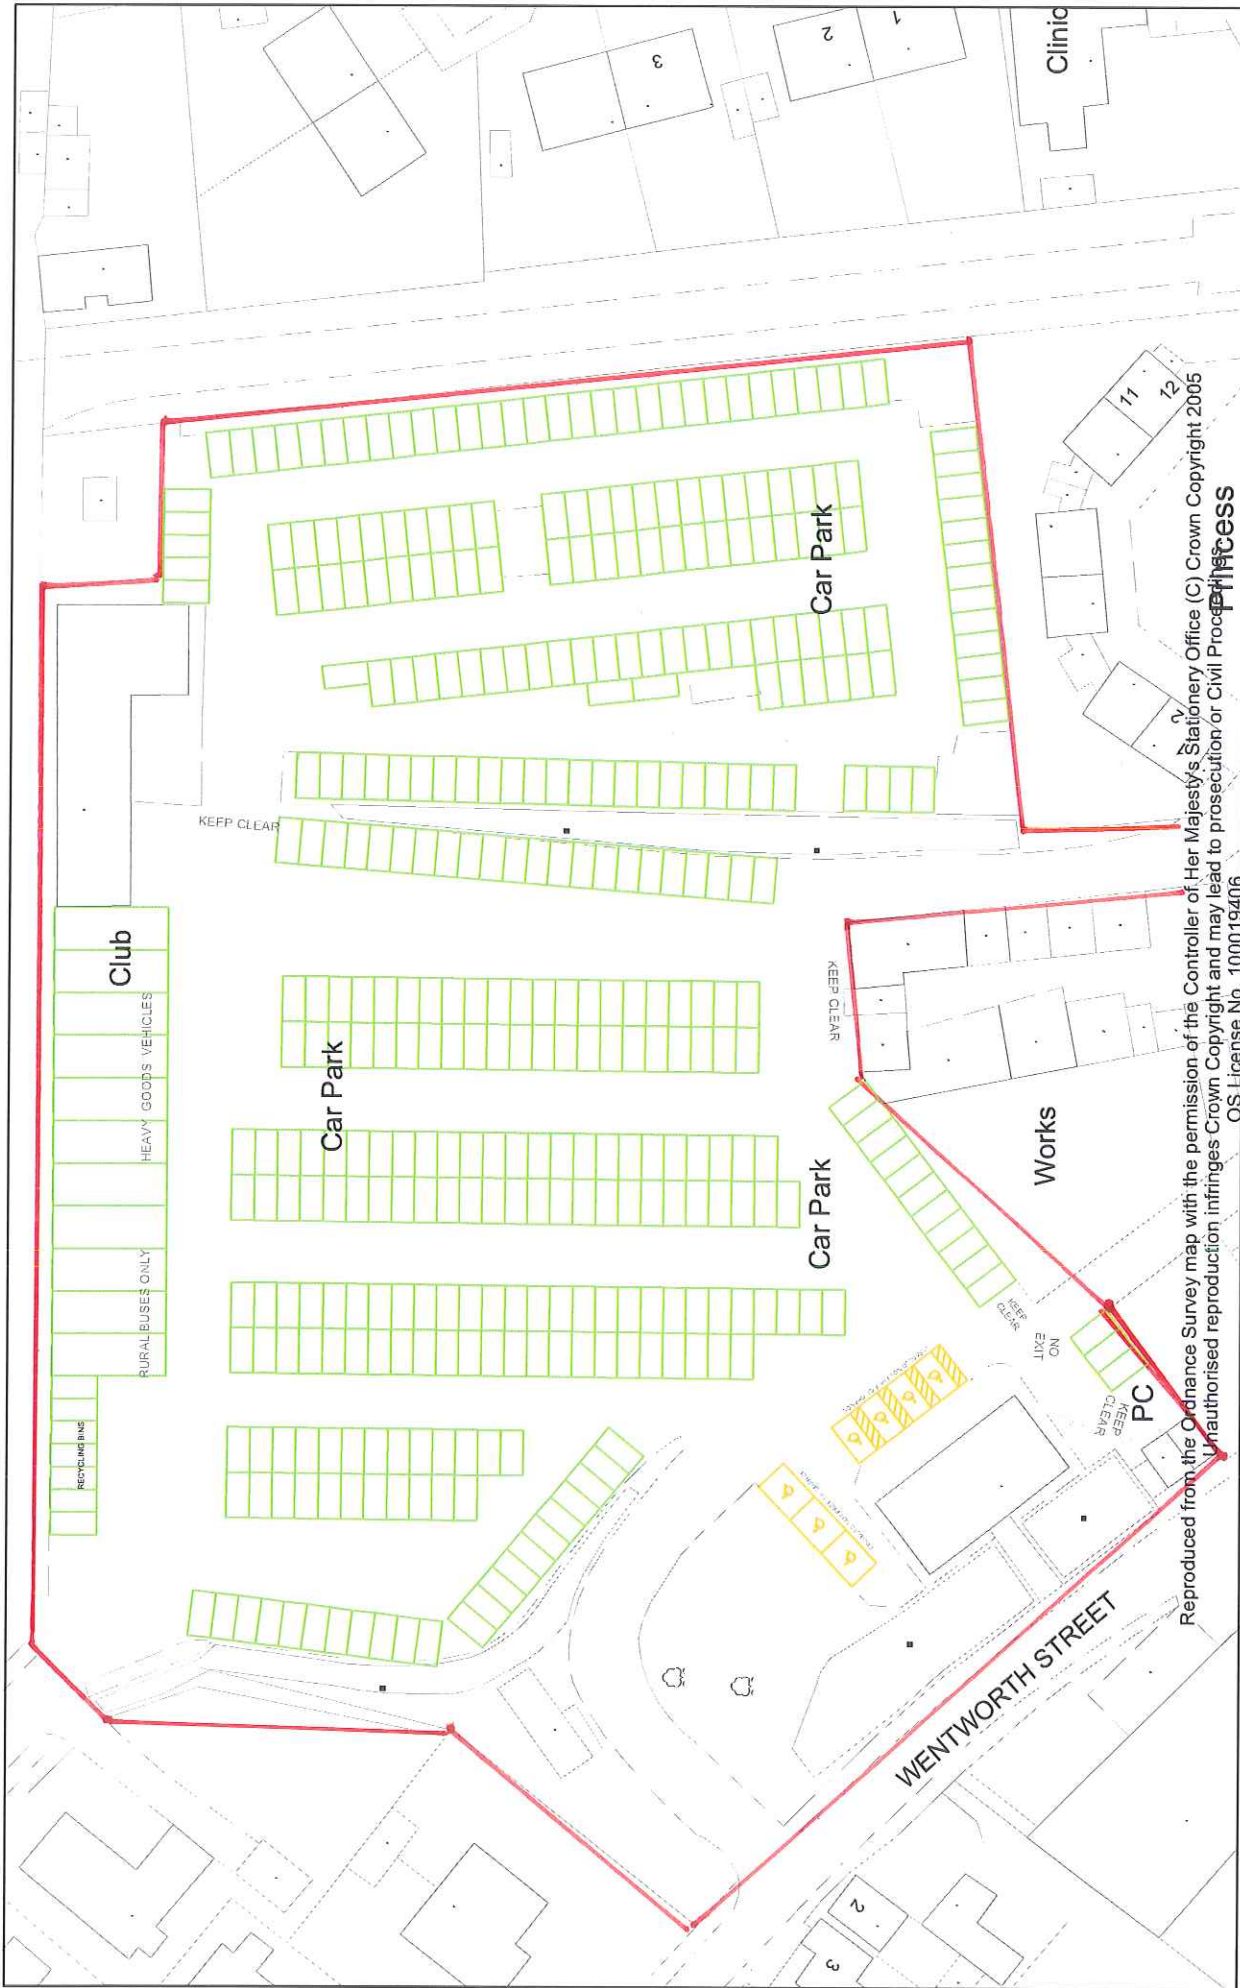 Clinic
1
2
3
11
12
Princess
2
Car Park
KEEP CLEAR
Club
HEAVY GOODS VEHICLES
RURAL BUSES ONLY
RECYCLING BINS
Car Park
Car Park
KEEP CLEAR
Works
KEEP
CLEAR
NO
EXIT
KEEP
CLEAR
PC
WENTWORTH STREET
2
3
Reproduced from the Ordnance Survey map with the permission of the Controller of Her Majesty's Stationery Office (C) Crown Copyright 2005
Unauthorised reproduction infringes Crown Copyright and may lead to prosecution or Civil Proceedings.
OS License No. 100019406